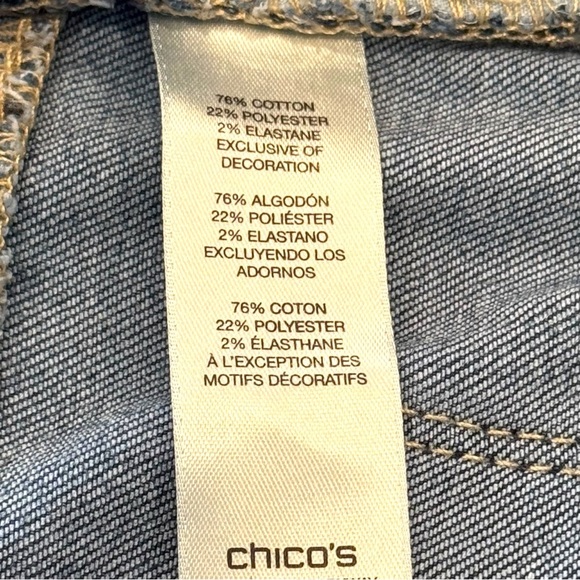 76% COTTON
22% POLYESTER
2% ELASTANE
EXCLUSIVE OF
DECORATION
76% ALGODÓN
22% POLIÉSTER
2% ELASTANO
EXCLUYENDO LOS
ADORNOS
76% COTON
22% POLYESTER
2% ÉLASTHANE
À L'EXCEPTION DES
MOTIFS DÉCORATIFS
chico's